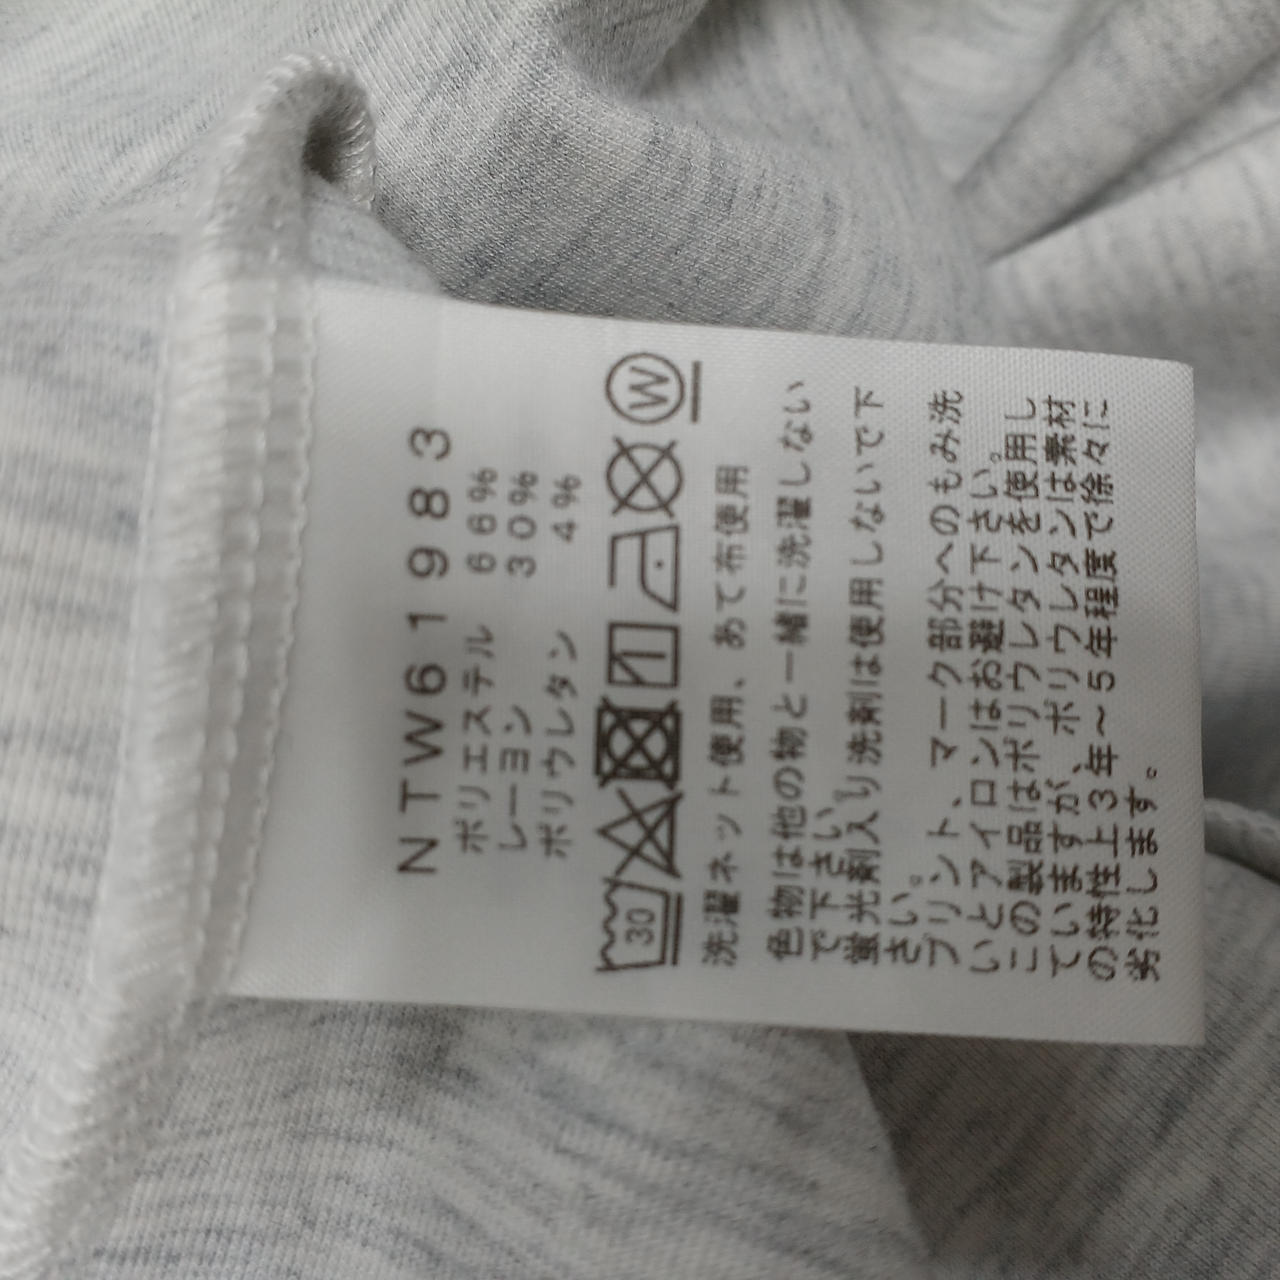 NTW61983
ポリエステル 66%
レーヨン 30%
ポリウレタン 4%
30 W
洗濯ネット使用、あて布使用
色物は他の物と一緒に洗濯しない
で下さい。
蛍光剤入り洗剤は使用しないで下
さい。
プリント、マーク部分へのもみ洗
いとアイロンはお避け下さい。
この製品はポリウレタンを使用し
ていますが、ポリウレタンは素材
の特性上3年～5年程度で徐々に
劣化します。